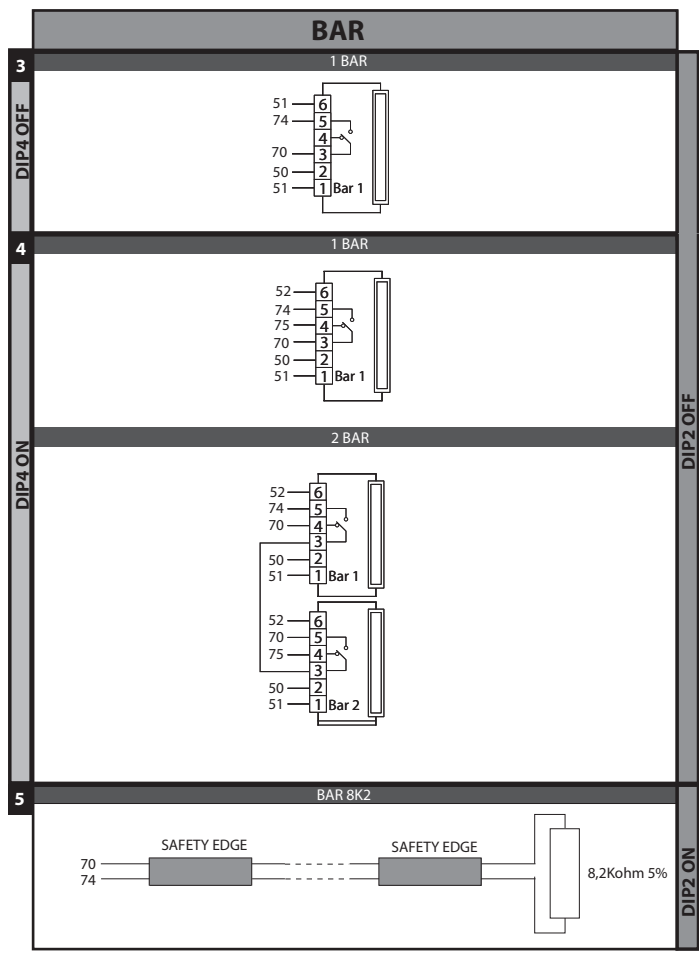 BAR
3
1 BAR
DIP4 OFF
51 6
74 5
4
70 3
50 2
51 1 Bar 1
4
1 BAR
DIP4 ON
DIP2 OFF
52 6
74 5
75 4
70 3
50 2
51 1 Bar 1
2 BAR
52 6
74 5
70 4
3
50 2
51 1 Bar 1
52 6
70 5
75 4
3
50 2
51 1 Bar 2
5
BAR 8K2
SAFETY EDGE SAFETY EDGE
70
74
8,2Kohm 5%
DIP2 ON